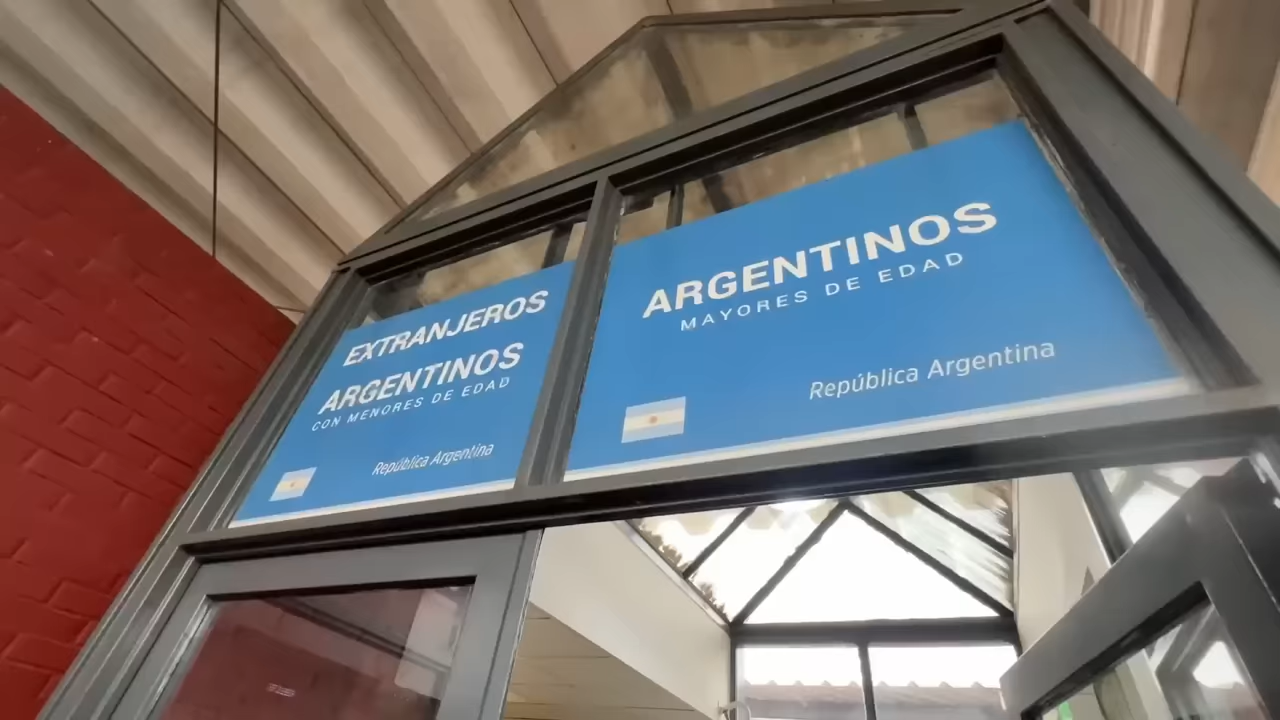 EXTRANJEROS
ARGENTINOS
CON MENORES DE EDAD
República Argentina
ARGENTINOS
MAYORES DE EDAD
República Argentina